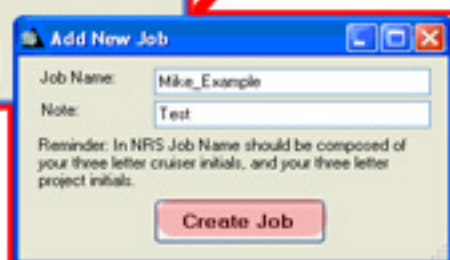 Add New Job
Job Name: Mike_Example
Note: Test
Reminder: In NRS Job Name should be composed of
your three letter cruiser initials, and your three letter
project initials.
Create Job